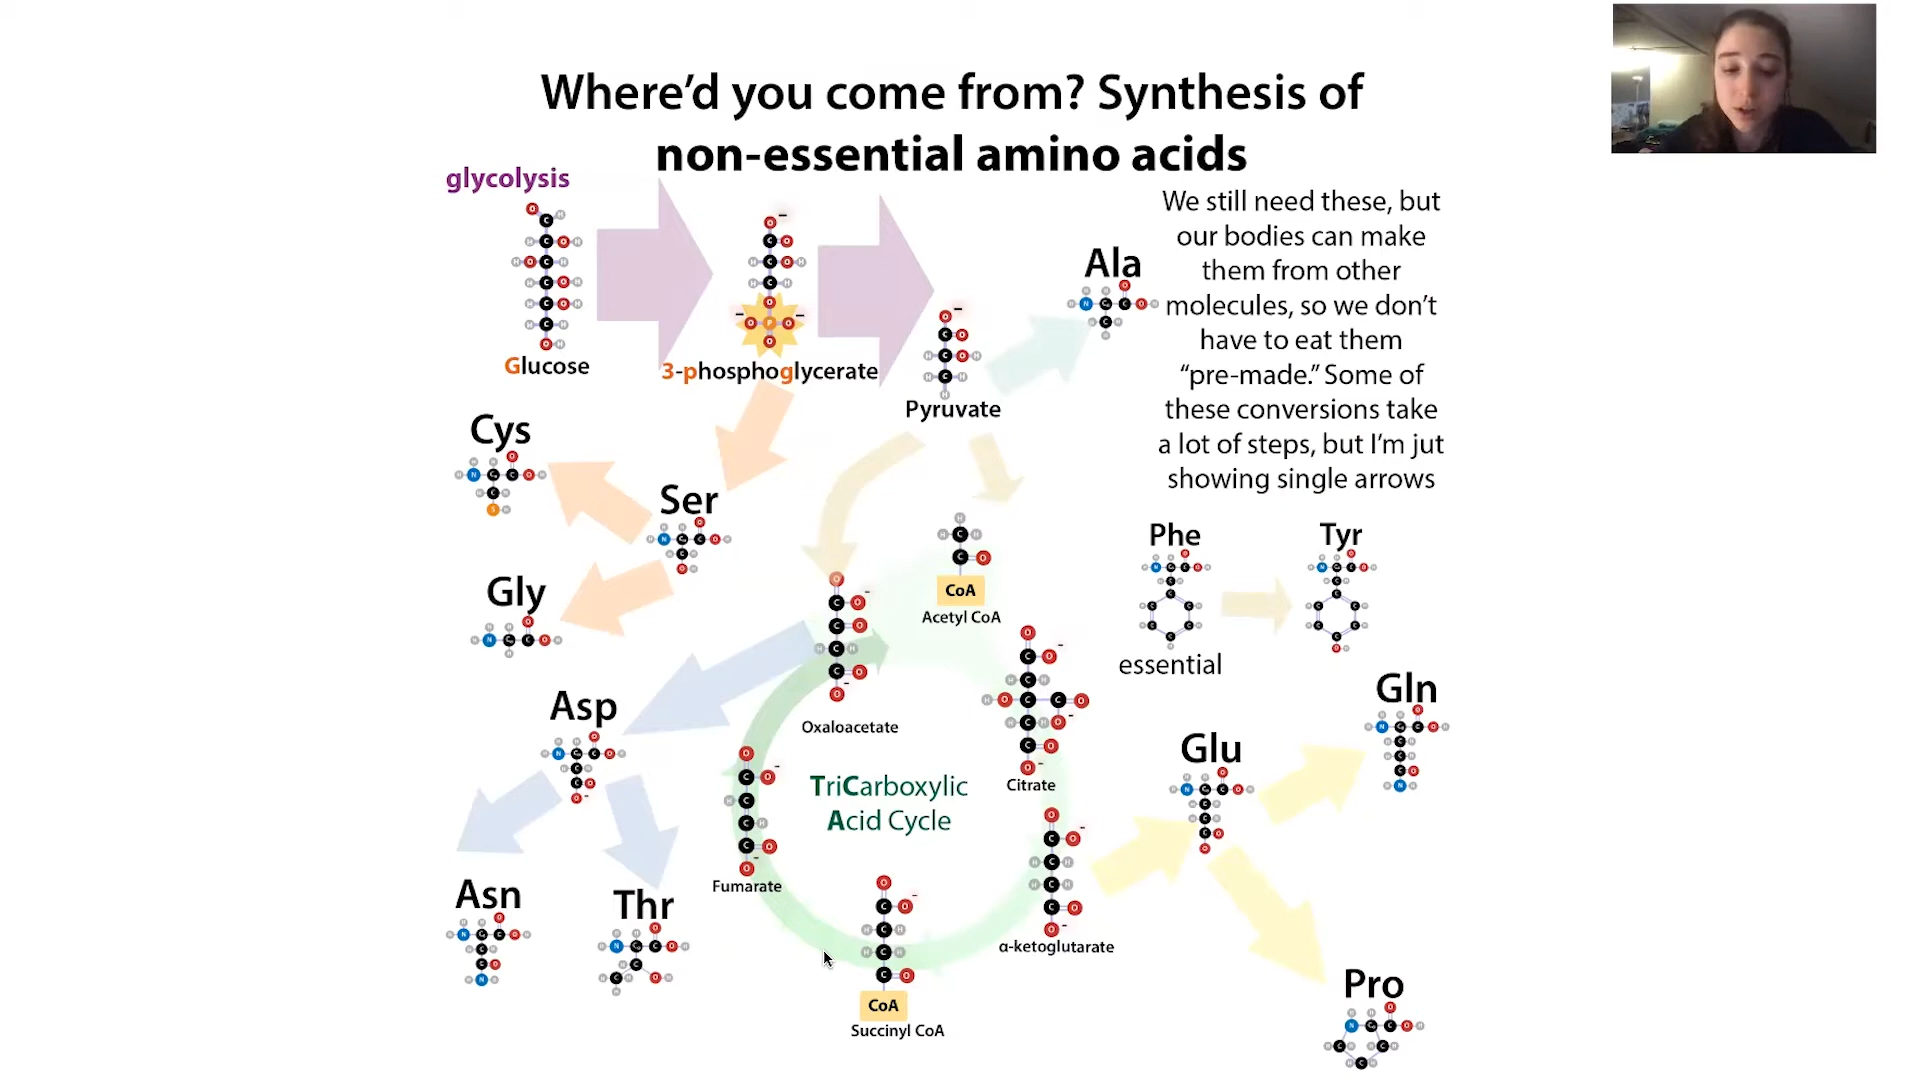 Where'd you come from? Synthesis of
non-essential amino acids
glycolysis
Glucose
3-phosphoglycerate
Pyruvate
Ala
We still need these, but
our bodies can make
them from other
molecules, so we don't
have to eat them
“pre-made.” Some of
these conversions take
a lot of steps, but I'm jut
showing single arrows
Cys
Ser
Gly
CoA
Acetyl CoA
Phe
Tyr
essential
Asp
Oxaloacetate
Citrate
Glu
Gln
TriCarboxylic
Acid Cycle
Fumarate
α-ketoglutarate
Asn
Thr
CoA
Succinyl CoA
Pro